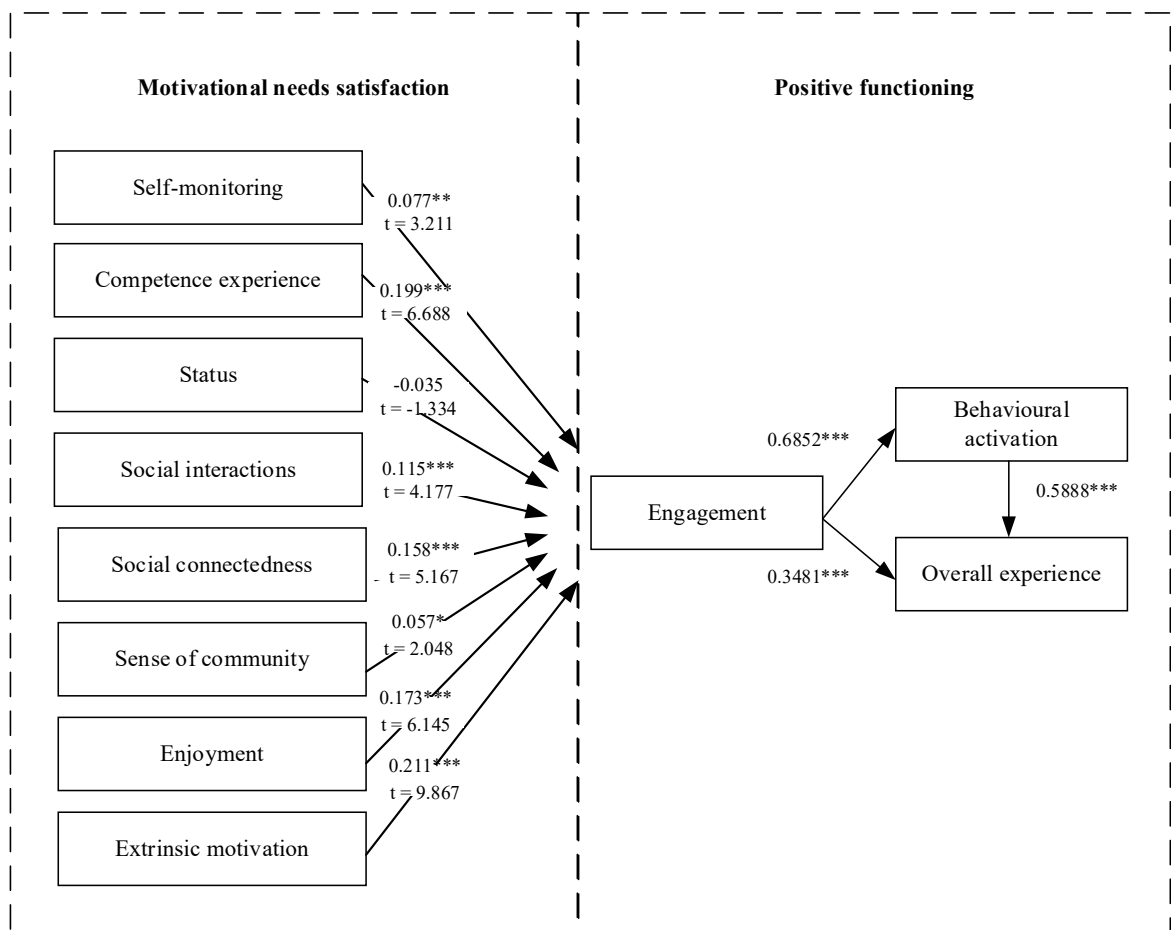 Motivational needs satisfaction
Positive functioning
Self-monitoring
0.077**
t = 3.211
Competence experience
0.199***
t = 6.688
Status
-0.035
t = -1.334
Social interactions
0.115***
t = 4.177
Social connectedness
0.158***
t = 5.167
Sense of community
0.057*
t = 2.048
Enjoyment
0.173***
t = 6.145
Extrinsic motivation
0.211***
t = 9.867
Engagement
0.6852***
0.3481***
Behavioural
activation
0.5888***
Overall experience